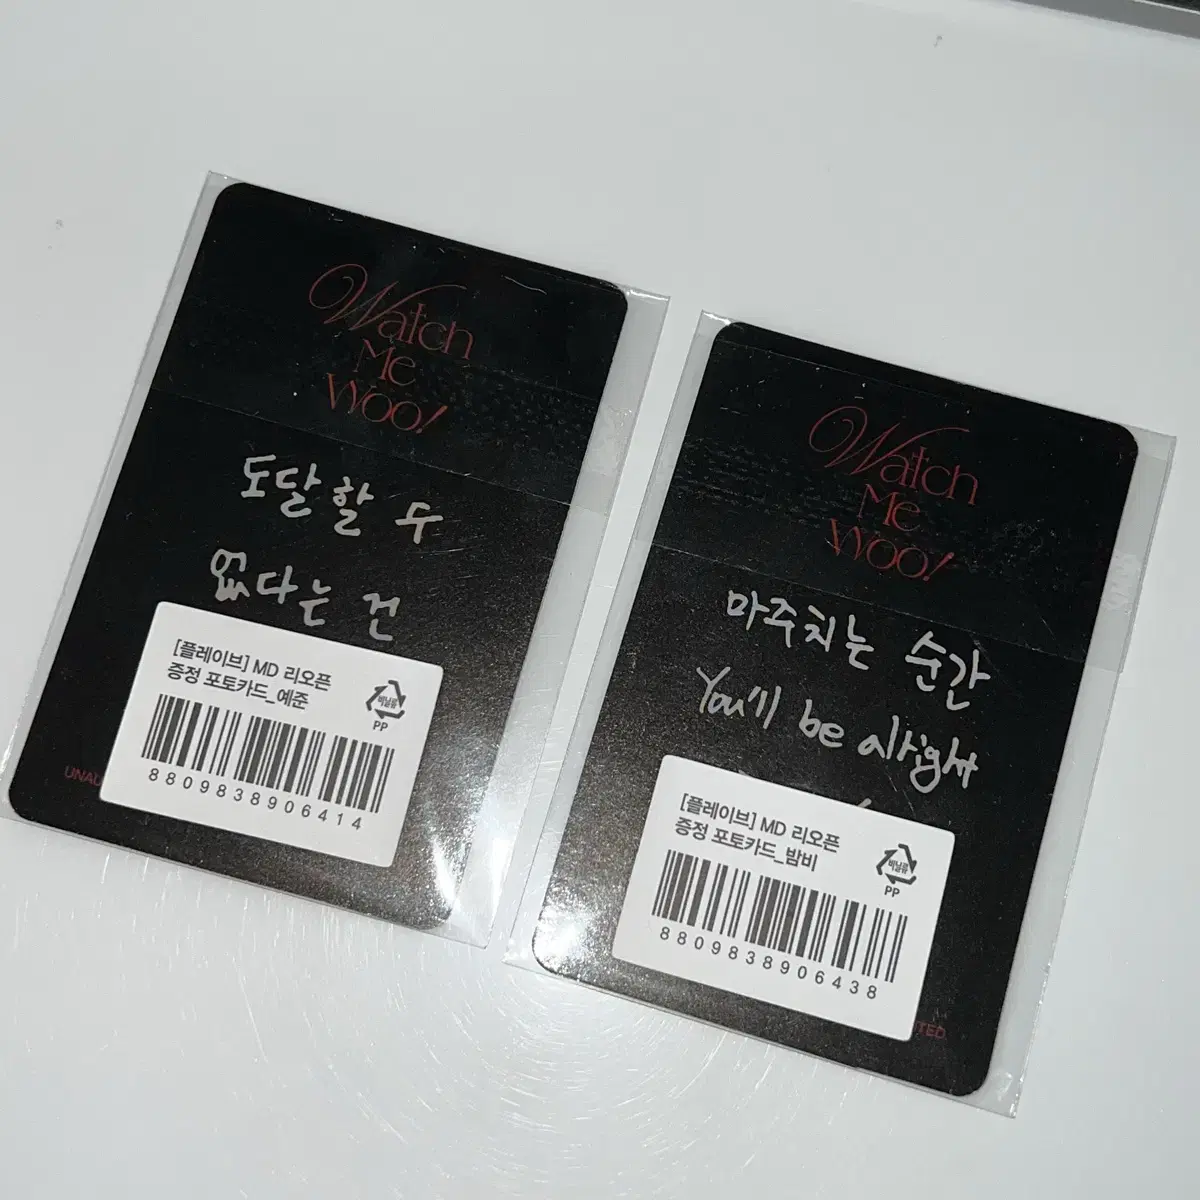 Watch
Me
Woo!
도달할 수
없다는 건
[플레이브] MD 리오픈
증정 포토카드_예준
비닐류
PP
8809838906414
Watch
Me
Woo!
마주치는 순간
You'll be alright
[플레이브] MD 리오픈
증정 포토카드_밤비
비닐류
PP
8809838906438